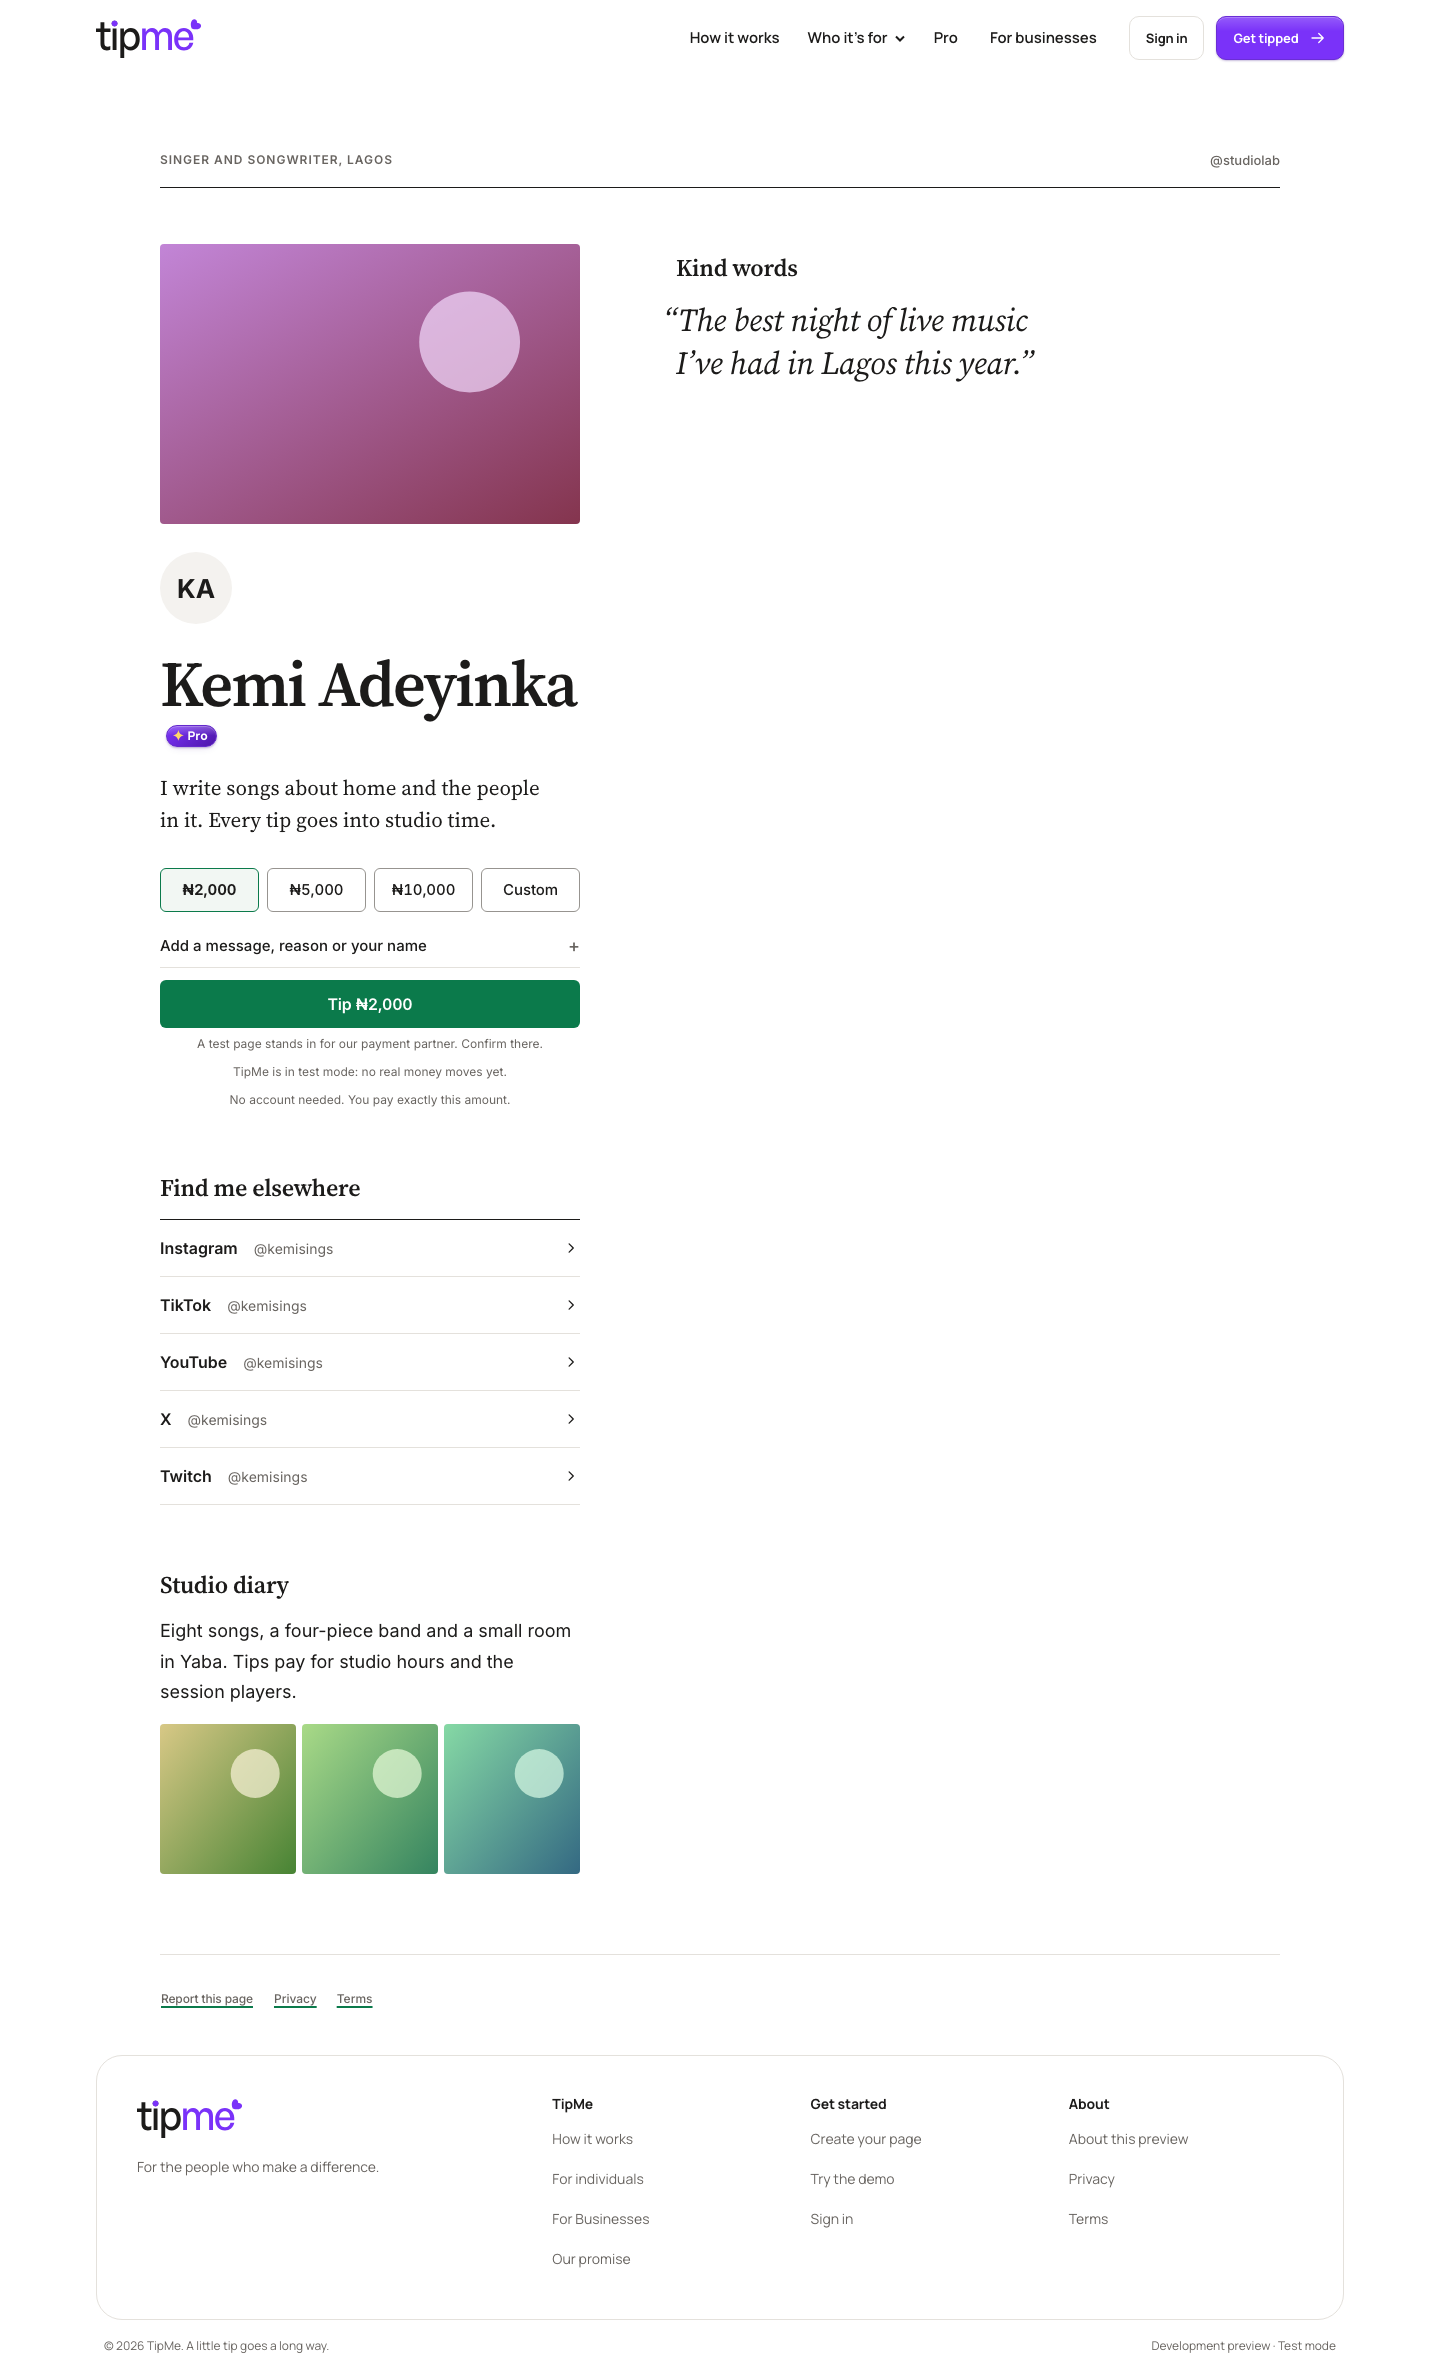 tipme
How it works
Who it's for
Pro
For businesses
Sign in
Get tipped
SINGER AND SONGWRITER, LAGOS
@studiolab
KA
Kemi Adeyinka
Pro
I write songs about home and the people
in it. Every tip goes into studio time.
₦2,000
₦5,000
₦10,000
Custom
Add a message, reason or your name
+
Tip ₦2,000
A test page stands in for our payment partner. Confirm there.
TipMe is in test mode: no real money moves yet.
No account needed. You pay exactly this amount.
Find me elsewhere
Instagram @kemisings
TikTok @kemisings
YouTube @kemisings
X @kemisings
Twitch @kemisings
Studio diary
Eight songs, a four-piece band and a small room
in Yaba. Tips pay for studio hours and the
session players.
Kind words
“The best night of live music
I’ve had in Lagos this year.”
Report this page
Privacy
Terms
tipme
For the people who make a difference.
TipMe
How it works
For individuals
For Businesses
Our promise
Get started
Create your page
Try the demo
Sign in
About
About this preview
Privacy
Terms
© 2026 TipMe. A little tip goes a long way.
Development preview · Test mode